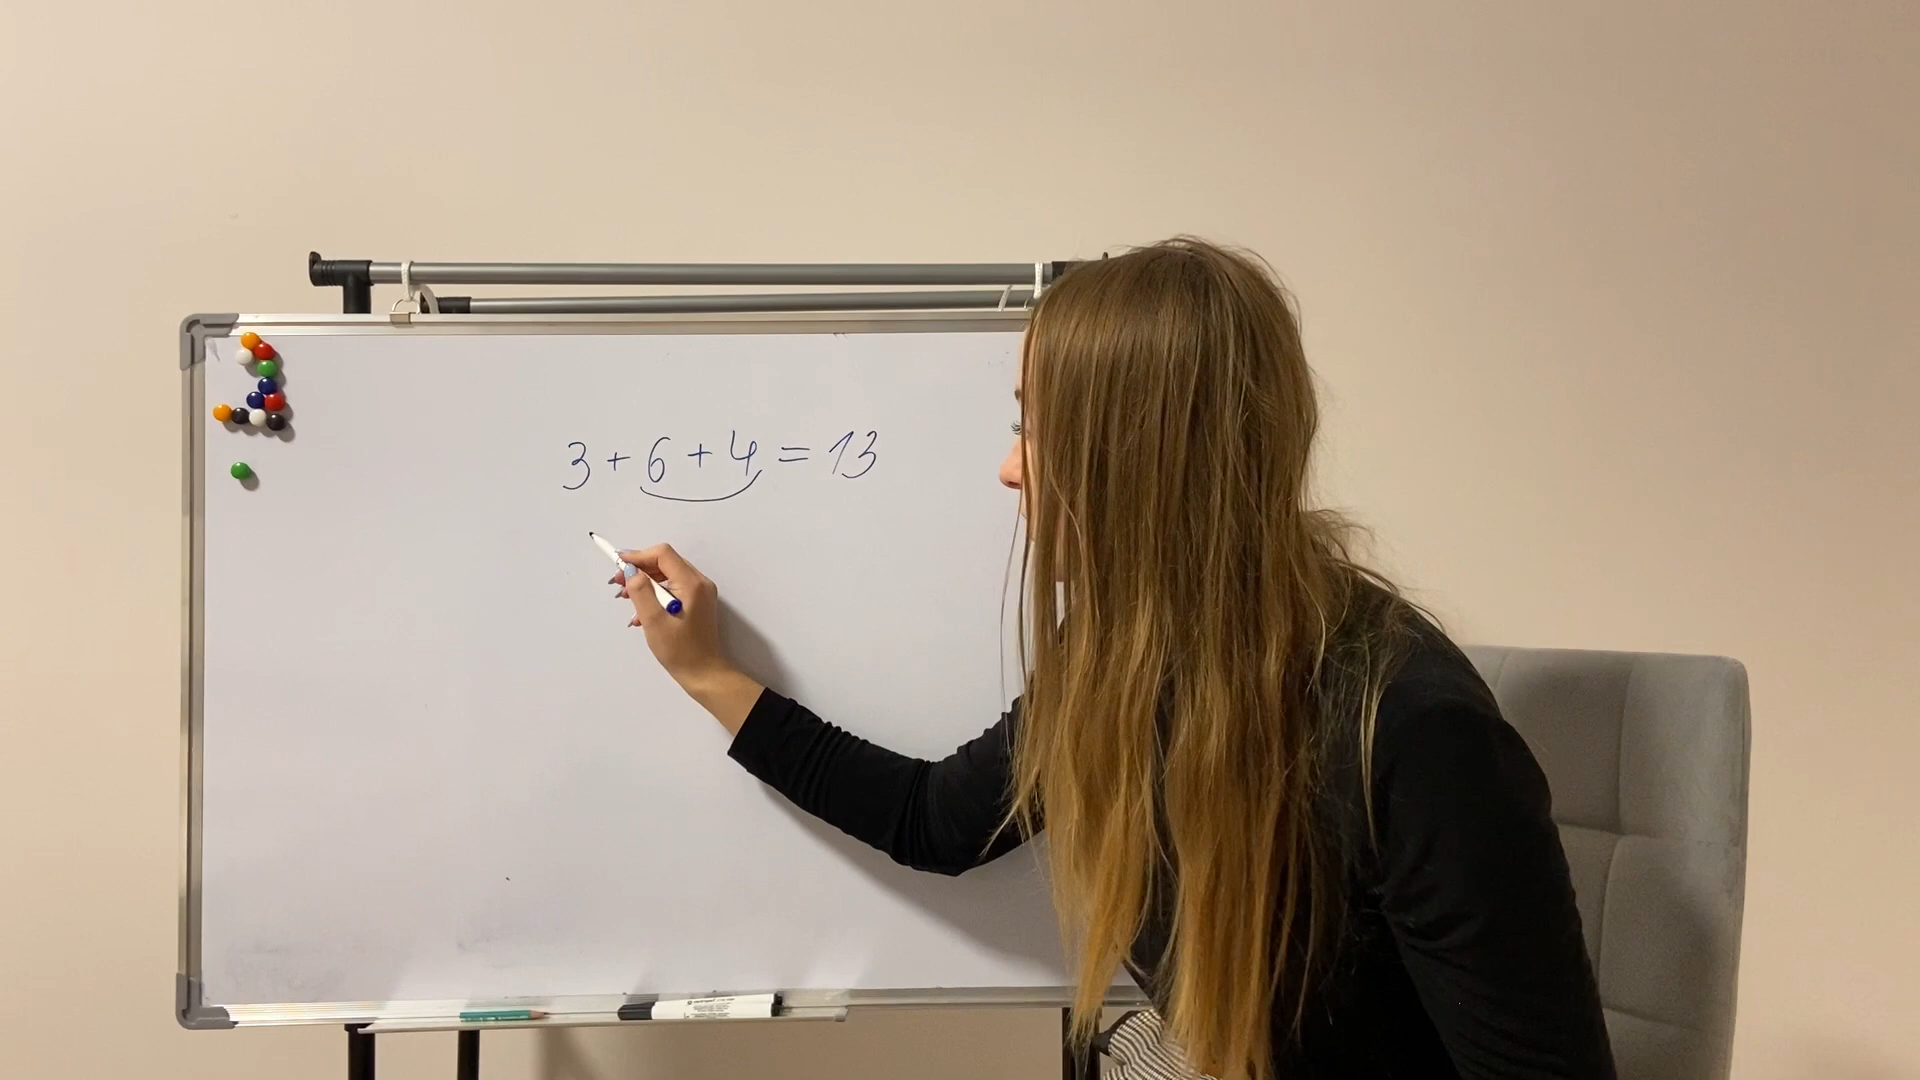 3 + 6 + 4 = 13